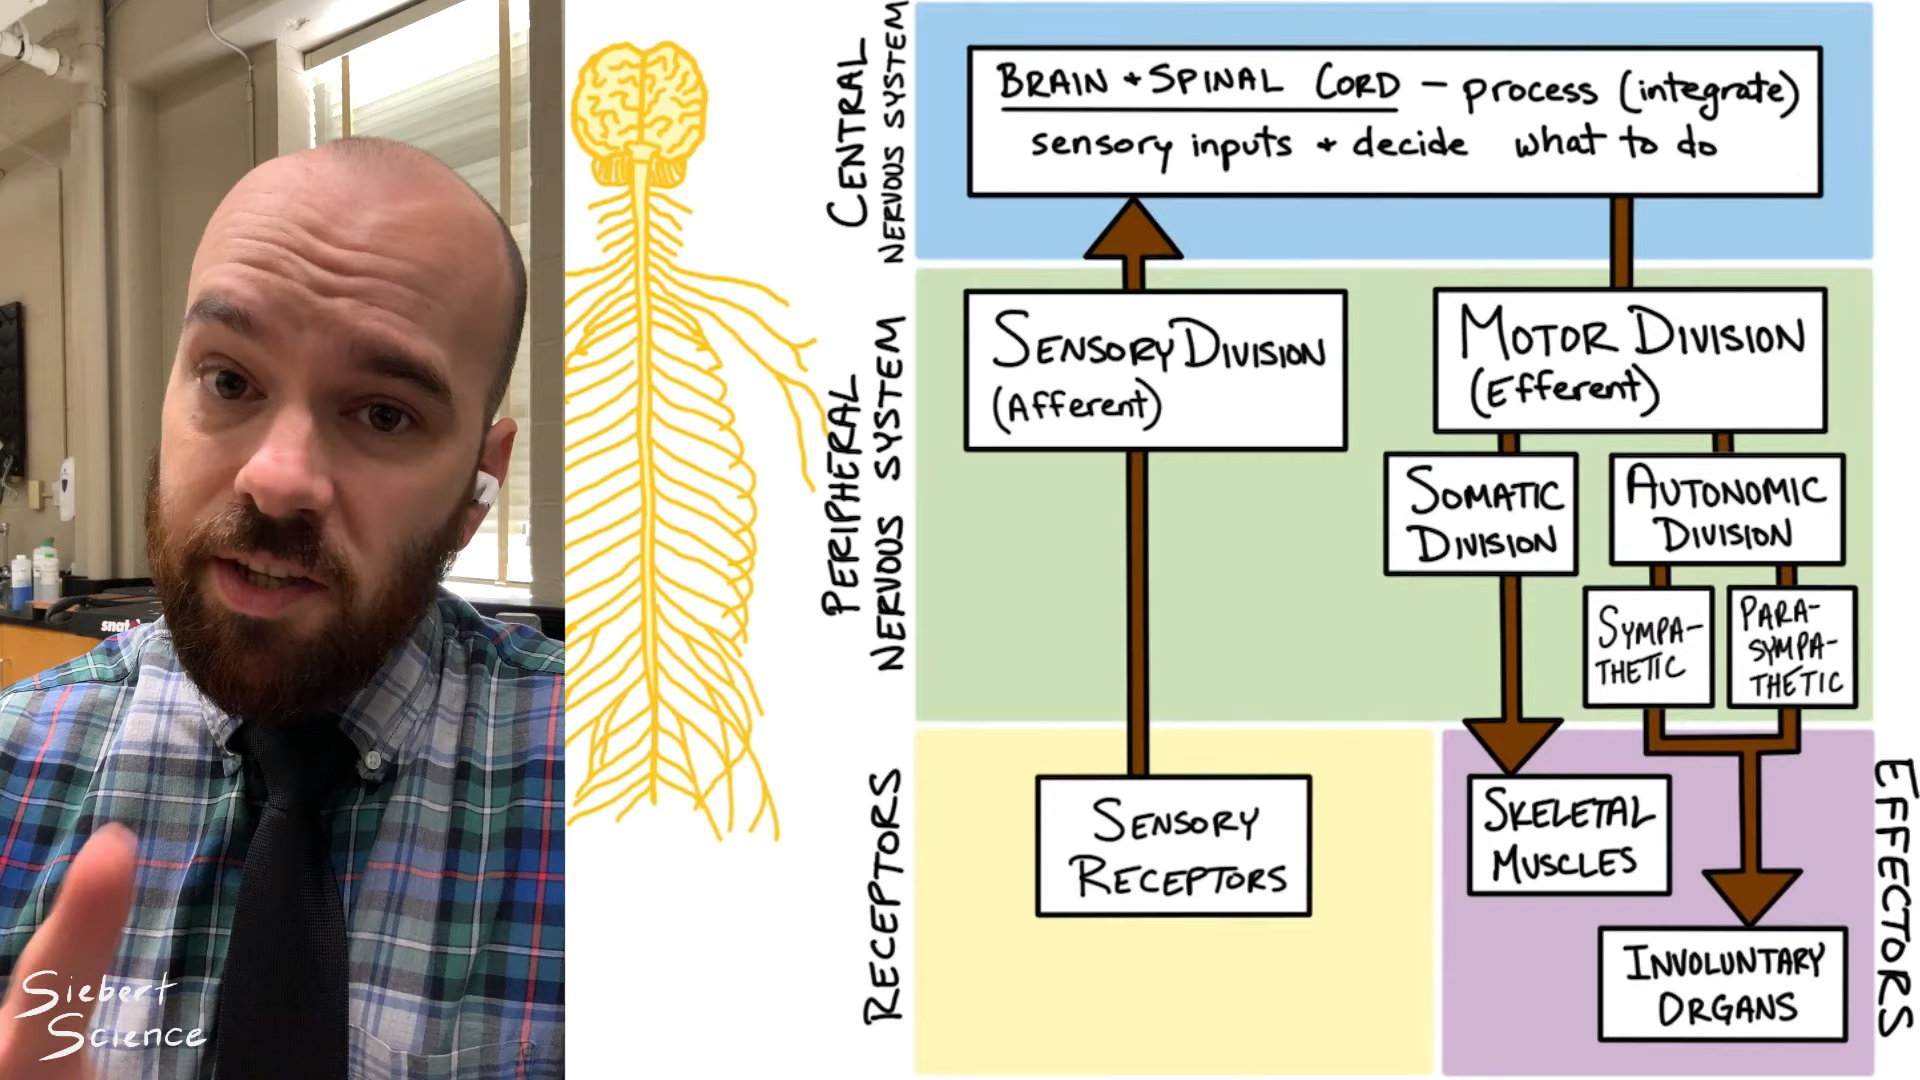 CENTRAL
NERVOUS SYSTEM
BRAIN + SPINAL CORD – process (integrate)
sensory inputs + decide what to do
PERIPHERAL
NERVOUS SYSTEM
SENSORY DIVISION
(Afferent)
MOTOR DIVISION
(Efferent)
SOMATIC
DIVISION
AUTONOMIC
DIVISION
SYMPA-
THETIC
PARA-
SYMPA-
THETIC
RECEPTORS
SENSORY
RECEPTORS
SKELETAL
MUSCLES
INVOLUNTARY
ORGANS
EFFECTORS
Siebert
Science